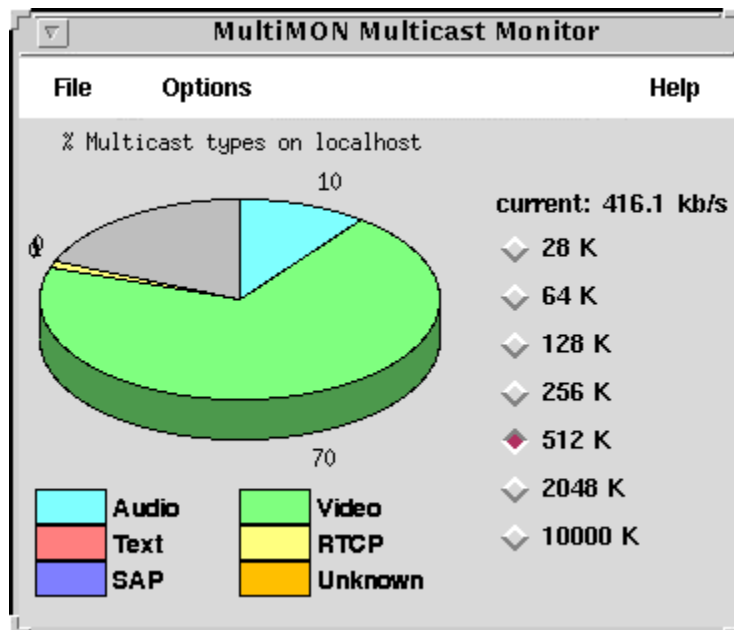 MultiMON Multicast Monitor
File Options Help
% Multicast types on localhost
10
current: 416.1 kb/s
28 K
64 K
128 K
256 K
512 K
2048 K
10000 K
70
Audio Video
Text RTCP
SAP Unknown